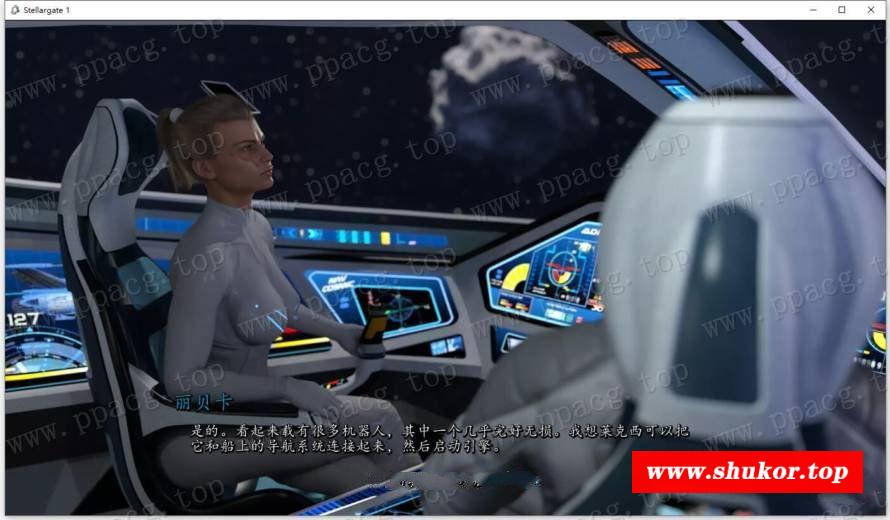 Stellargate 1
www.ppacg.top
127
NAV
COSMIC
丽贝卡
是的。看起来载有很多机器人，其中一个几乎完好无损。我想莱克西可以把
它和船上的导航系统连接起来，然后启动引擎。
www.shukor.top